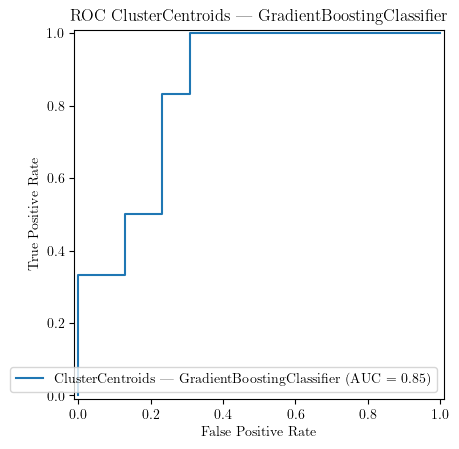 ROC ClusterCentroids — GradientBoostingClassifier
1.0
0.8
0.6
0.4
0.2
0.0
True Positive Rate
ClusterCentroids — GradientBoostingClassifier (AUC = 0.85)
0.0 0.2 0.4 0.6 0.8 1.0
False Positive Rate